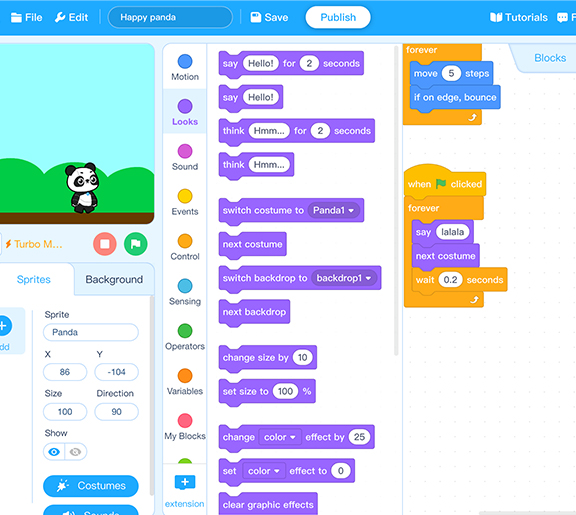 File Edit Happy panda Save Publish Tutorials
Blocks
Motion
Looks
Sound
Events
Control
Sensing
Operators
Variables
My Blocks
extension
say Hello! for 2 seconds
say Hello!
think Hmm... for 2 seconds
think Hmm...
switch costume to Panda1
next costume
switch backdrop to backdrop1
next backdrop
change size by 10
set size to 100 %
change color effect by 25
set color effect to 0
clear graphic effects
forever
move 5 steps
if on edge, bounce
when clicked
forever
say lalala
next costume
wait 0.2 seconds
Turbo M...
Sprites Background
Sprite
Panda
X Y
86 -104
Size Direction
100 90
Show
Costumes
Sounds